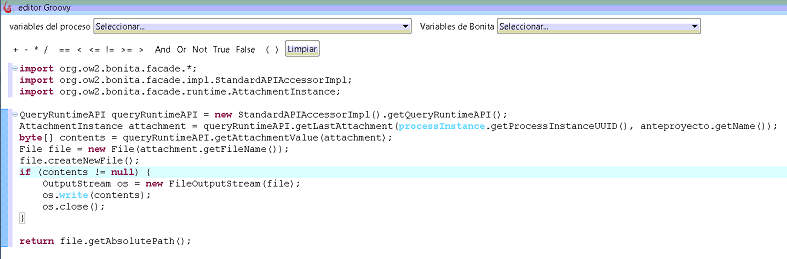 editor Groovy
variables del proceso Seleccionar... Variables de Bonita Seleccionar...
+ - * / == < <= != >= > And Or Not True False ( ) Limpiar
import org.ow2.bonita.facade.*;
import org.ow2.bonita.facade.impl.StandardAPIAccessorImpl;
import org.ow2.bonita.facade.runtime.AttachmentInstance;
QueryRuntimeAPI queryRuntimeAPI = new StandardAPIAccessorImpl().getQueryRuntimeAPI();
AttachmentInstance attachment = queryRuntimeAPI.getLastAttachment(processInstance.getProcessInstanceUUID(), anteproyecto.getName());
byte[] contents = queryRuntimeAPI.getAttachmentValue(attachment);
File file = new File(attachment.getFileName());
file.createNewFile();
if (contents != null) {
OutputStream os = new FileOutputStream(file);
os.write(contents);
os.close();
}
return file.getAbsolutePath();